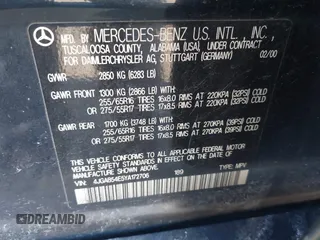 MERCEDES-BENZ U.S. INTL., INC.,
TUSCALOOSA COUNTY, ALABAMA (USA)
FOR DAIMLERCHRYSLER AG, STUTTGART (GERMANY) 02/00
GVWR 2850 KG (6283 LB)
GAWR FRONT 1300 KG (2866 LB) WITH
255/65R16 TIRES 16x8.0 RIMS AT 220KPA (32PSI) COLD
OR 275/55R17 TIRES 17x8.5 RIMS AT 220KPA (32PSI) COLD
GAWR REAR 1700 KG (3748 LB) WITH
255/65R16 TIRES 16x8.0 RIMS AT 270KPA (39PSI) COLD
OR 275/55R17 TIRES 17x8.5 RIMS AT 270KPA (39PSI) COLD
THIS VEHICLE CONFORMS TO ALL APPLICABLE FEDERAL
MOTOR VEHICLE SAFETY STANDARDS IN EFFECT ON THE DATE OF
MANUFACTURE SHOWN ABOVE.
189 TYPE: MPV
VIN: 4JGAB54E5YA172706
DREAMBID